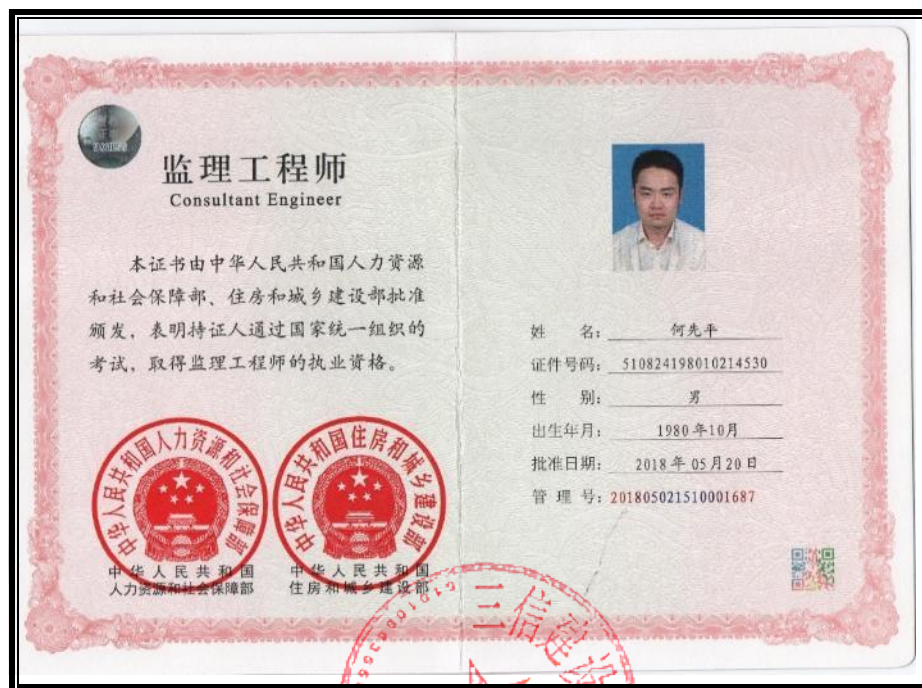 监理工程师
Consultant Engineer
本证书由中华人民共和国人力资源
和社会保障部、住房和城乡建设部批准
颁发，表明持证人通过国家统一组织的
考试，取得监理工程师的执业资格。
中华人民共和国人力资源和社会保障部
中华人民共和国住房和城乡建设部
中华人民共和国
人力资源和社会保障部
中华人民共和国
住房和城乡建设部
姓 名： 何先平
证件号码： 510824198010214530
性 别： 男
出生年月： 1980年10月
批准日期： 2018年05月20日
管 理 号：201805021510001687
三信建设